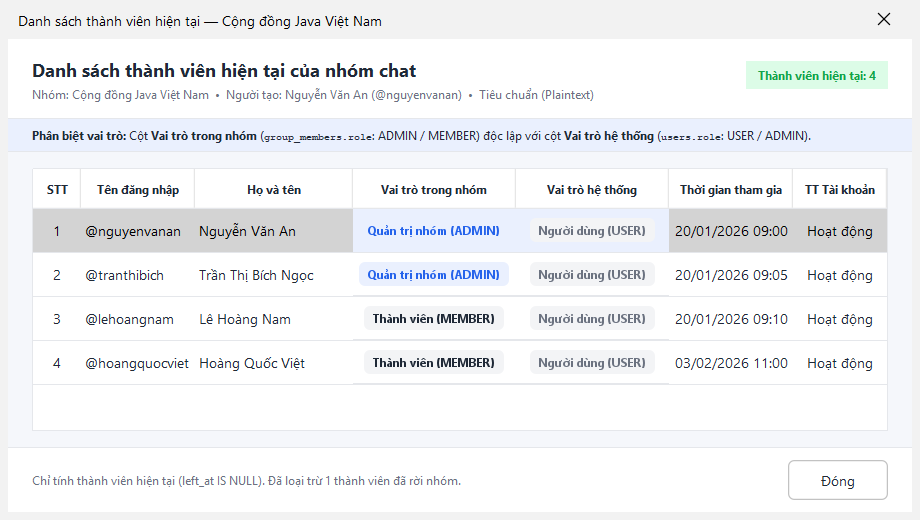 Danh sách thành viên hiện tại — Cộng đồng Java Việt Nam
Danh sách thành viên hiện tại của nhóm chat
Nhóm: Cộng đồng Java Việt Nam • Người tạo: Nguyễn Văn An (@nguyenvanan) • Tiêu chuẩn (Plaintext)
Thành viên hiện tại: 4
Phân biệt vai trò: Cột Vai trò trong nhóm (group_members.role: ADMIN / MEMBER) độc lập với cột Vai trò hệ thống (users.role: USER / ADMIN).
STT Tên đăng nhập Họ và tên Vai trò trong nhóm Vai trò hệ thống Thời gian tham gia TT Tài khoản
1 @nguyenvanan Nguyễn Văn An Quản trị nhóm (ADMIN) Người dùng (USER) 20/01/2026 09:00 Hoạt động
2 @tranthibich Trần Thị Bích Ngọc Quản trị nhóm (ADMIN) Người dùng (USER) 20/01/2026 09:05 Hoạt động
3 @lehoangnam Lê Hoàng Nam Thành viên (MEMBER) Người dùng (USER) 20/01/2026 09:10 Hoạt động
4 @hoangquocviet Hoàng Quốc Việt Thành viên (MEMBER) Người dùng (USER) 03/02/2026 11:00 Hoạt động
Chỉ tính thành viên hiện tại (left_at IS NULL). Đã loại trừ 1 thành viên đã rời nhóm.
Đóng